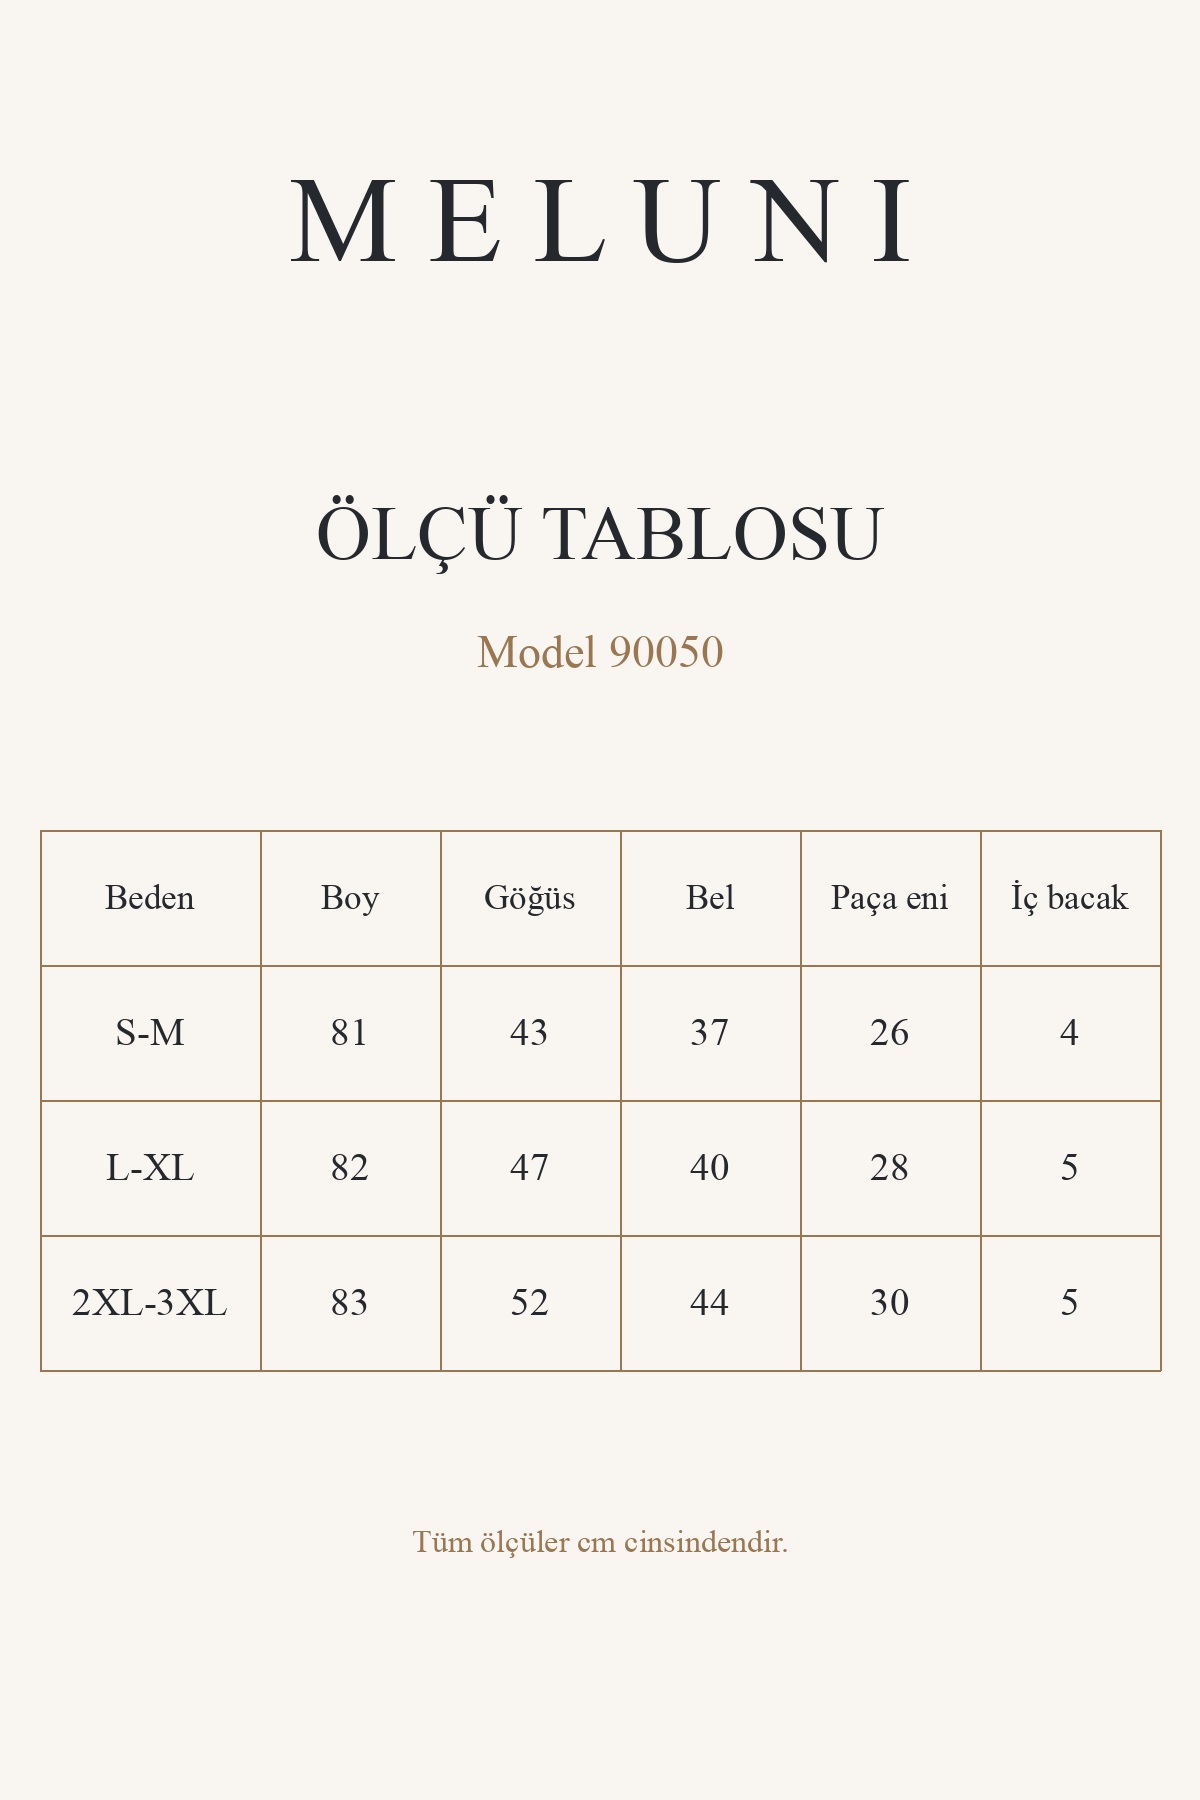 MELUNI
ÖLÇÜ TABLOSU
Model 90050
Beden Boy Göğüs Bel Paça eni İç bacak
S-M 81 43 37 26 4
L-XL 82 47 40 28 5
2XL-3XL 83 52 44 30 5
Tüm ölçüler cm cinsindendir.